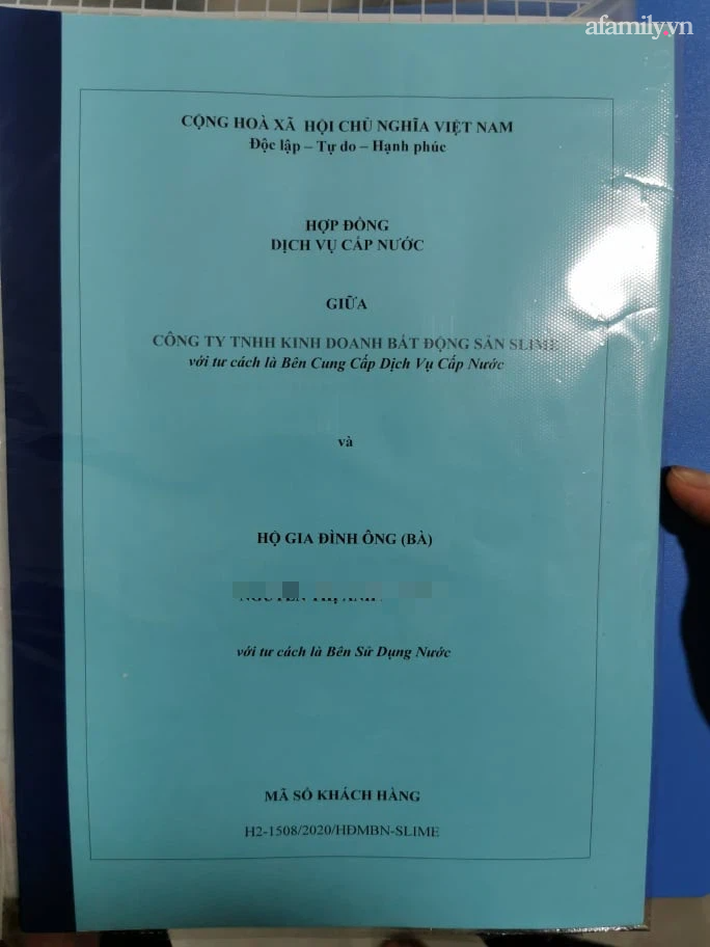 afamily.vn
CỘNG HOÀ XÃ HỘI CHỦ NGHĨA VIỆT NAM
Độc lập – Tự do – Hạnh phúc
HỢP ĐỒNG
DỊCH VỤ CẤP NƯỚC
GIỮA
CÔNG TY TNHH KINH DOANH BẤT ĐỘNG SẢN SLIME
với tư cách là Bên Cung Cấp Dịch Vụ Cấp Nước
và
HỘ GIA ĐÌNH ÔNG (BÀ)
với tư cách là Bên Sử Dụng Nước
MÃ SỐ KHÁCH HÀNG
H2-1508/2020/HĐMBN-SLIME